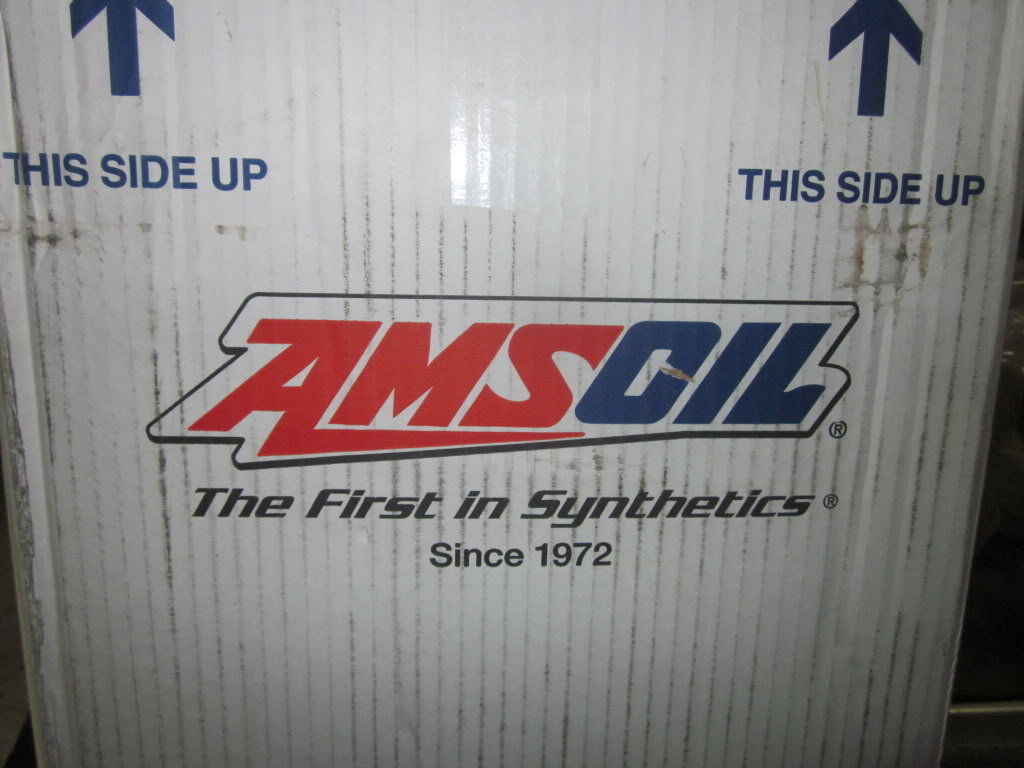 THIS SIDE UP
THIS SIDE UP
AMSOIL®
The First in Synthetics®
Since 1972